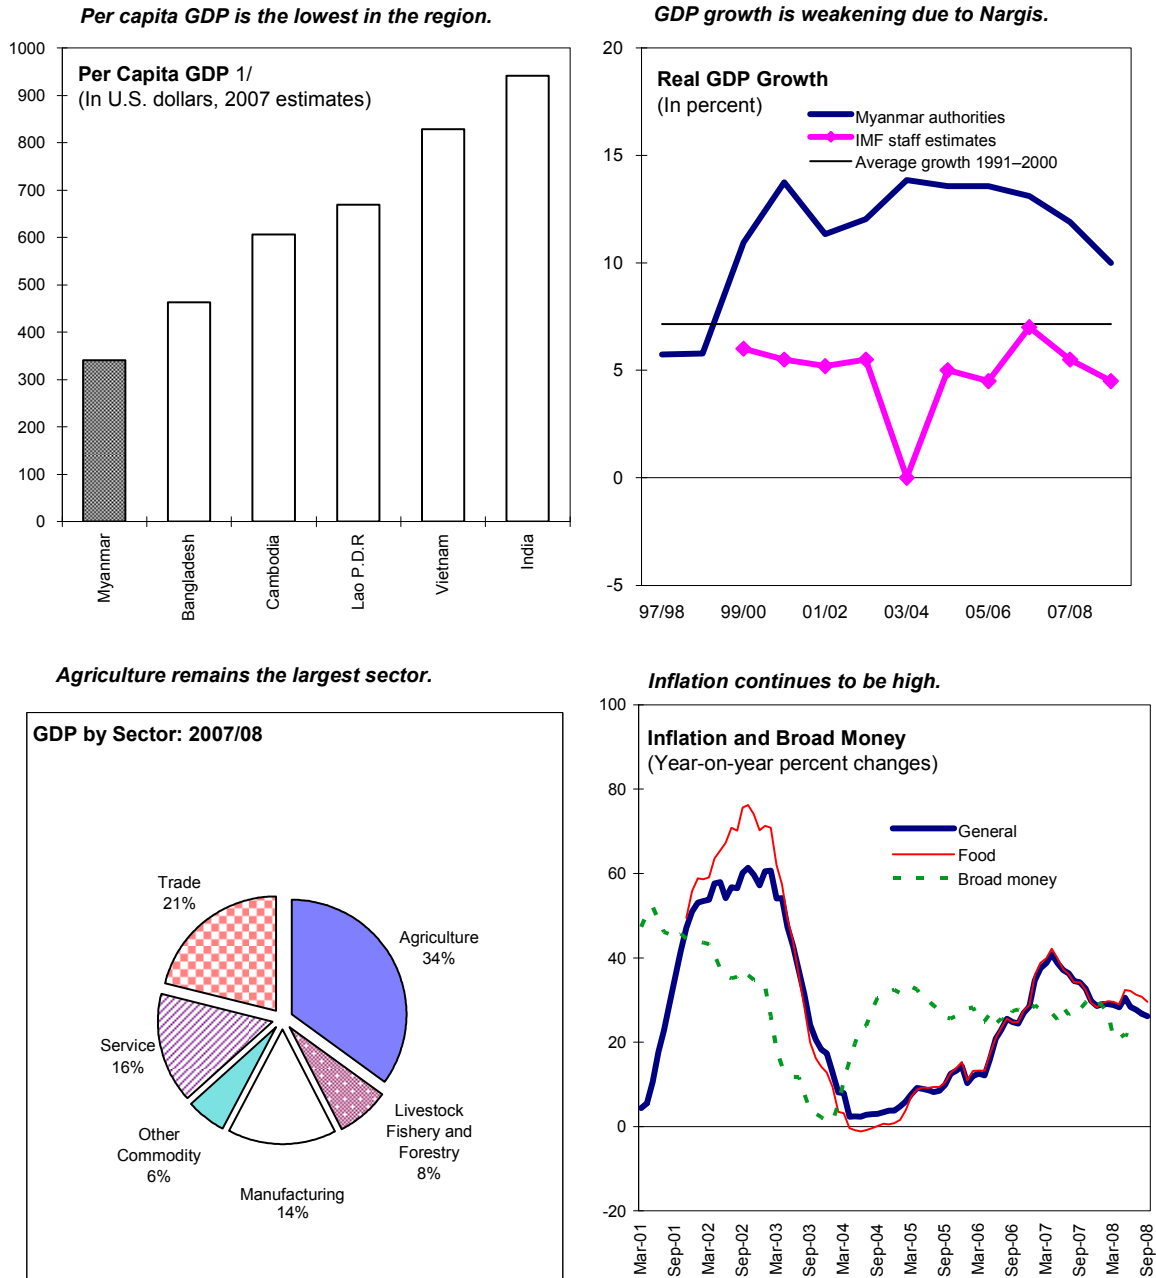 Per capita GDP is the lowest in the region.
Per Capita GDP 1/
(In U.S. dollars, 2007 estimates)
1000
900
800
700
600
500
400
300
200
100
0
Myanmar
Bangladesh
Cambodia
Lao P.D.R
Vietnam
India
GDP growth is weakening due to Nargis.
Real GDP Growth
(In percent)
Myanmar authorities
IMF staff estimates
Average growth 1991–2000
20
15
10
5
0
-5
97/98 99/00 01/02 03/04 05/06 07/08
Agriculture remains the largest sector.
GDP by Sector: 2007/08
Trade
21%
Agriculture
34%
Service
16%
Other
Commodity
6%
Manufacturing
14%
Livestock
Fishery and
Forestry
8%
Inflation continues to be high.
Inflation and Broad Money
(Year-on-year percent changes)
General
Food
Broad money
100
80
60
40
20
0
-20
Mar-01
Sep-01
Mar-02
Sep-02
Mar-03
Sep-03
Mar-04
Sep-04
Mar-05
Sep-05
Mar-06
Sep-06
Mar-07
Sep-07
Mar-08
Sep-08